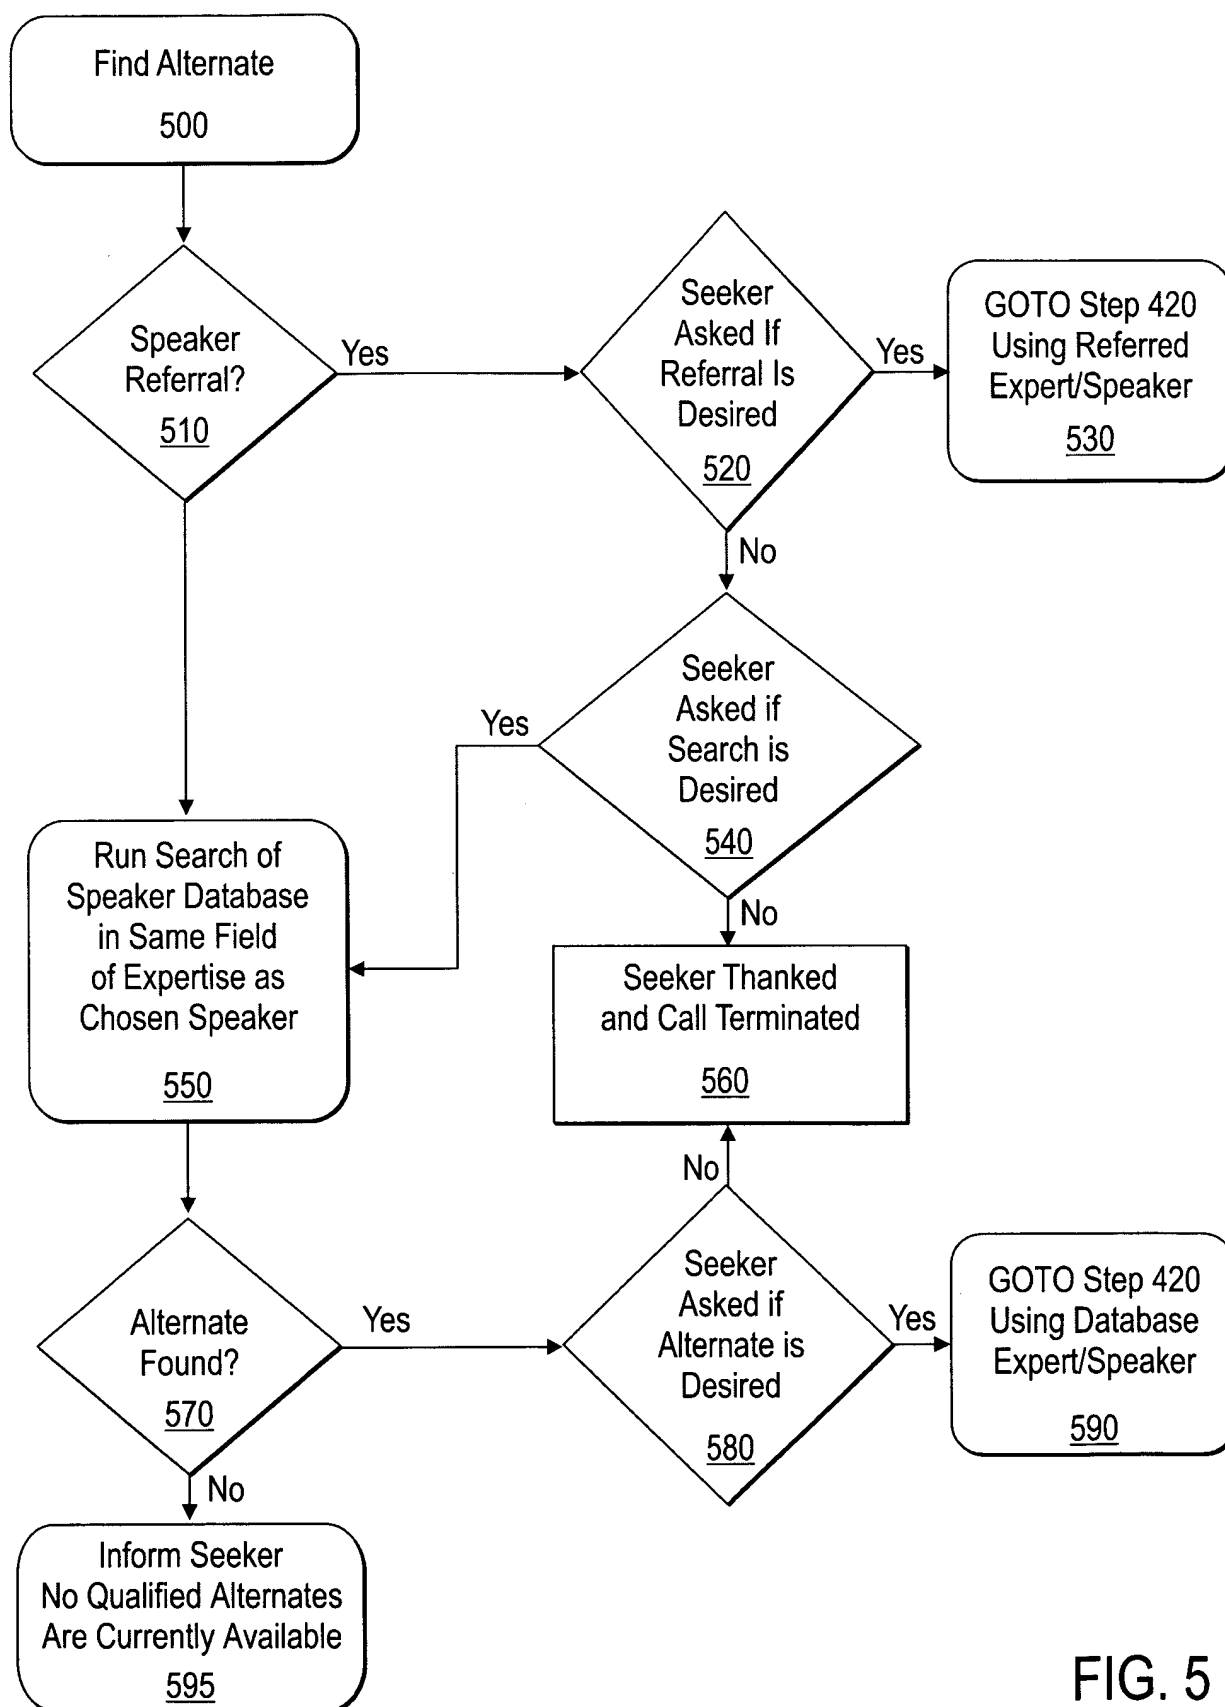 Find Alternate
500
Speaker
Referral?
510
Yes
Seeker
Asked If
Referral Is
Desired
520
Yes
GOTO Step 420
Using Referred
Expert/Speaker
530
No
Seeker
Asked if
Search is
Desired
540
Yes
No
Run Search of
Speaker Database
in Same Field
of Expertise as
Chosen Speaker
550
Seeker Thanked
and Call Terminated
560
No
Alternate
Found?
570
Yes
Seeker
Asked if
Alternate is
Desired
580
Yes
GOTO Step 420
Using Database
Expert/Speaker
590
No
Inform Seeker
No Qualified Alternates
Are Currently Available
595
FIG. 5